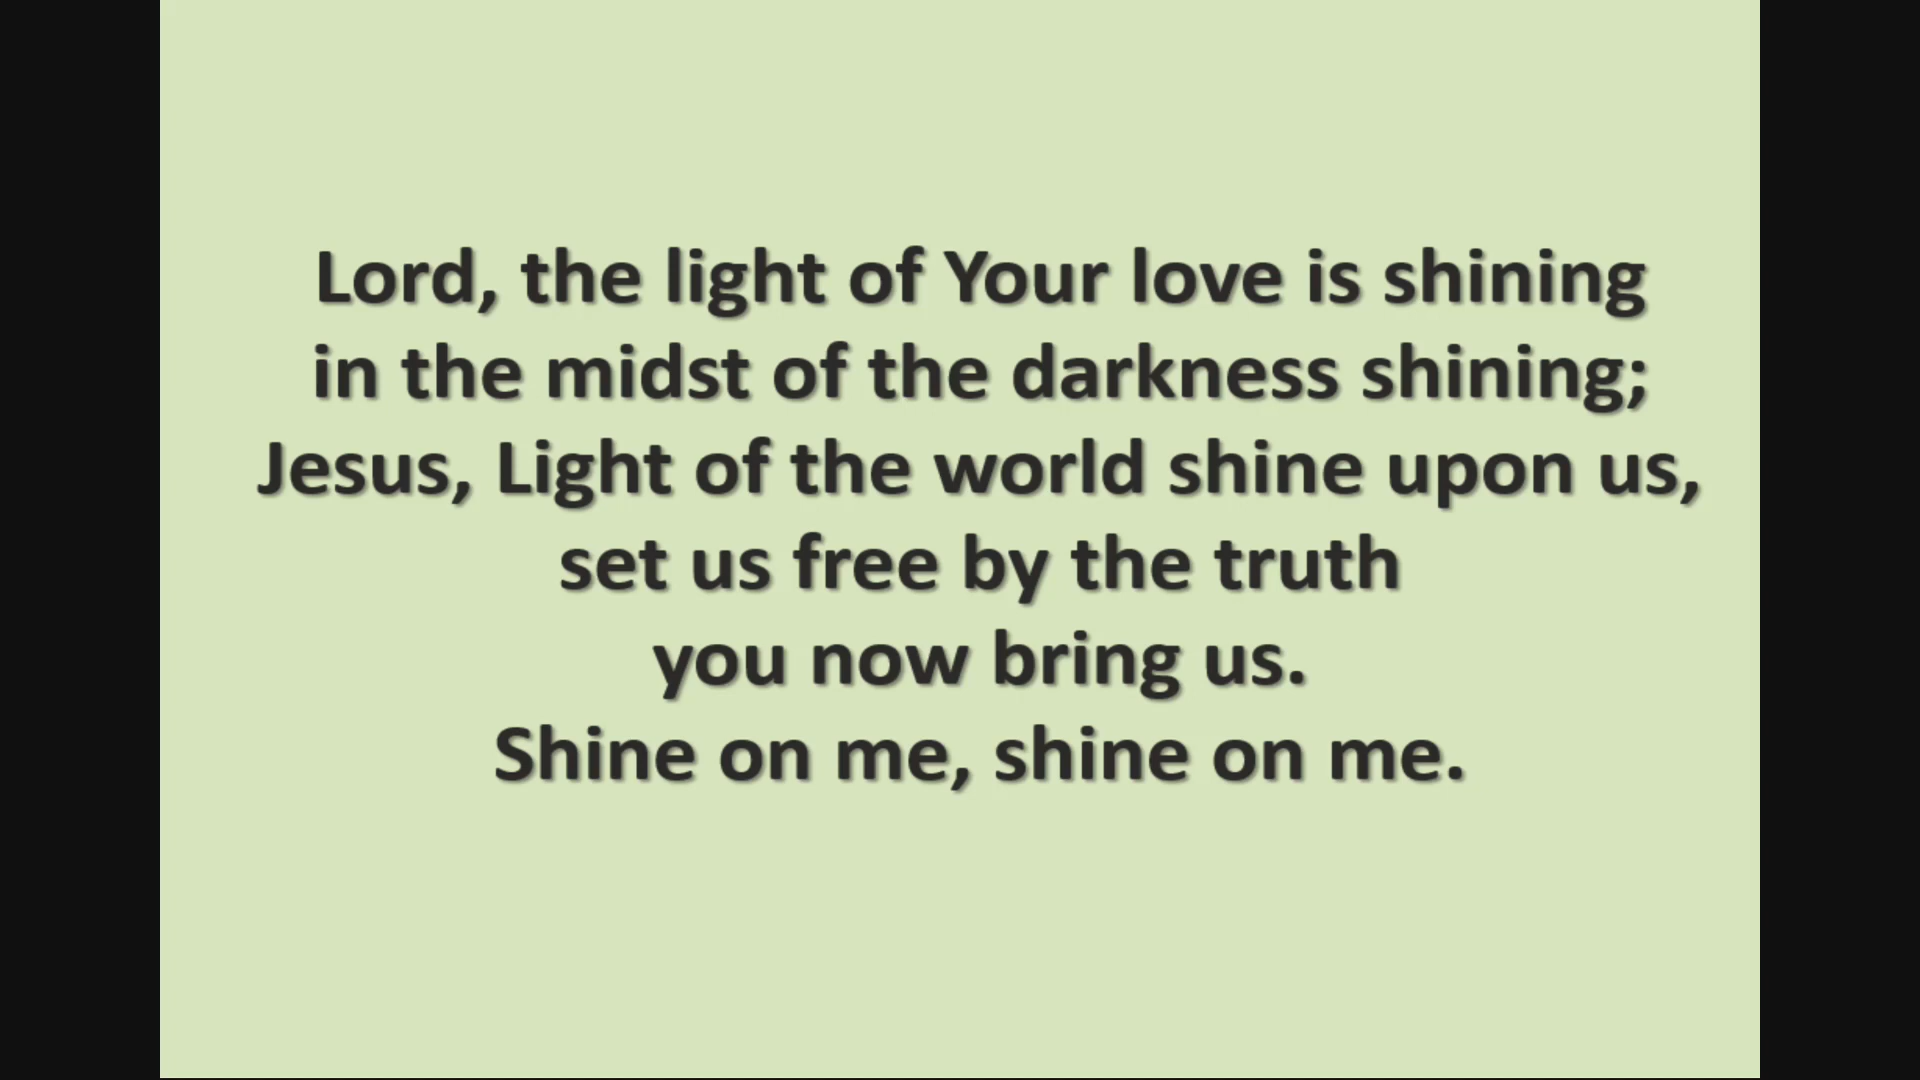 Lord, the light of Your love is shining
in the midst of the darkness shining;
Jesus, Light of the world shine upon us,
set us free by the truth
you now bring us.
Shine on me, shine on me.